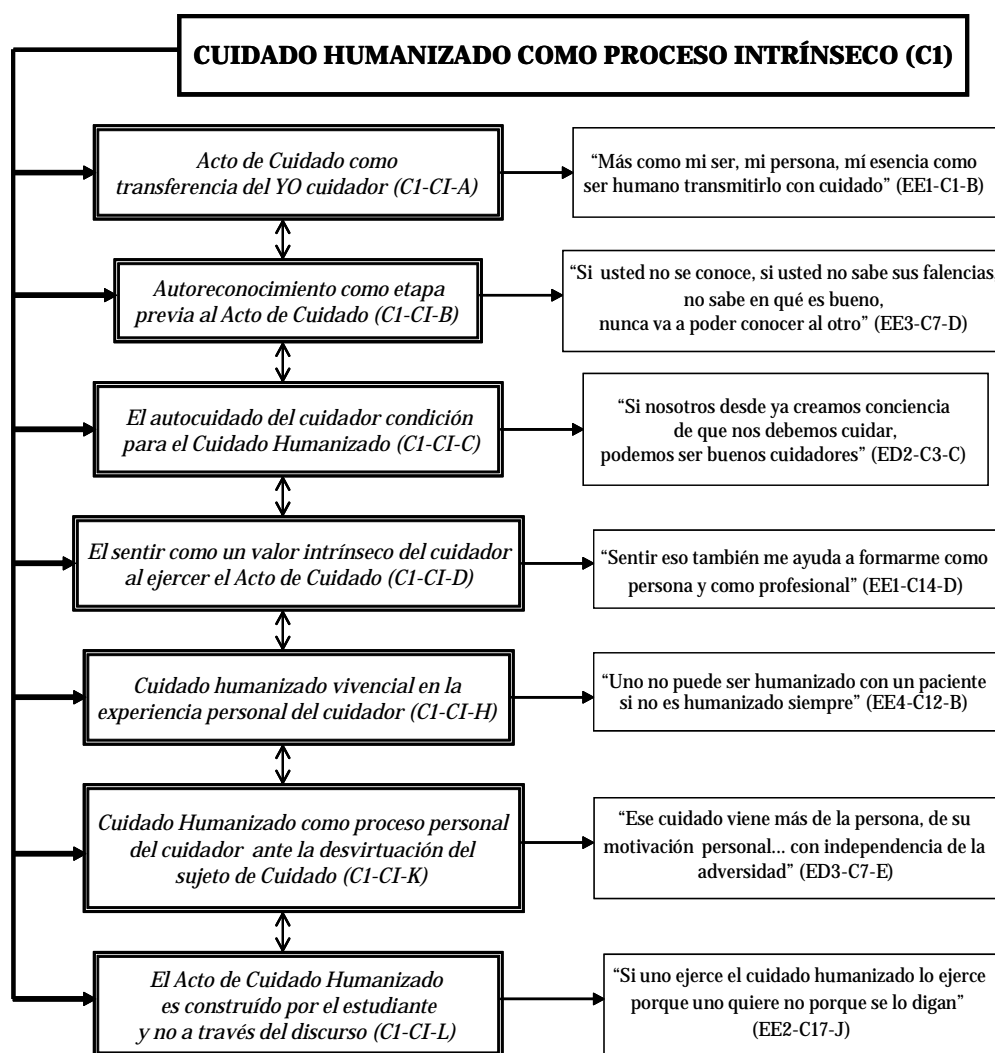 CUIDADO HUMANIZADO COMO PROCESO INTRÍNSECO (C1)
Acto de Cuidado como
transferencia del YO cuidador (C1-CI-A)
“Más como mi ser, mi persona, mí esencia como
ser humano transmitirlo con cuidado” (EE1-C1-B)
Autoreconocimiento como etapa
previa al Acto de Cuidado (C1-CI-B)
“Si usted no se conoce, si usted no sabe sus falencias,
no sabe en qué es bueno,
nunca va a poder conocer al otro” (EE3-C7-D)
El autocuidado del cuidador condición
para el Cuidado Humanizado (C1-CI-C)
“Si nosotros desde ya creamos conciencia
de que nos debemos cuidar,
podemos ser buenos cuidadores” (ED2-C3-C)
El sentir como un valor intrínseco del cuidador
al ejercer el Acto de Cuidado (C1-CI-D)
“Sentir eso también me ayuda a formarme como
persona y como profesional” (EE1-C14-D)
Cuidado humanizado vivencial en la
experiencia personal del cuidador (C1-CI-H)
“Uno no puede ser humanizado con un paciente
si no es humanizado siempre” (EE4-C12-B)
Cuidado Humanizado como proceso personal
del cuidador ante la desvirtuación del
sujeto de Cuidado (C1-CI-K)
“Ese cuidado viene más de la persona, de su
motivación personal... con independencia de la
adversidad” (ED3-C7-E)
El Acto de Cuidado Humanizado
es construído por el estudiante
y no a través del discurso (C1-CI-L)
“Si uno ejerce el cuidado humanizado lo ejerce
porque uno quiere no porque se lo digan”
(EE2-C17-J)